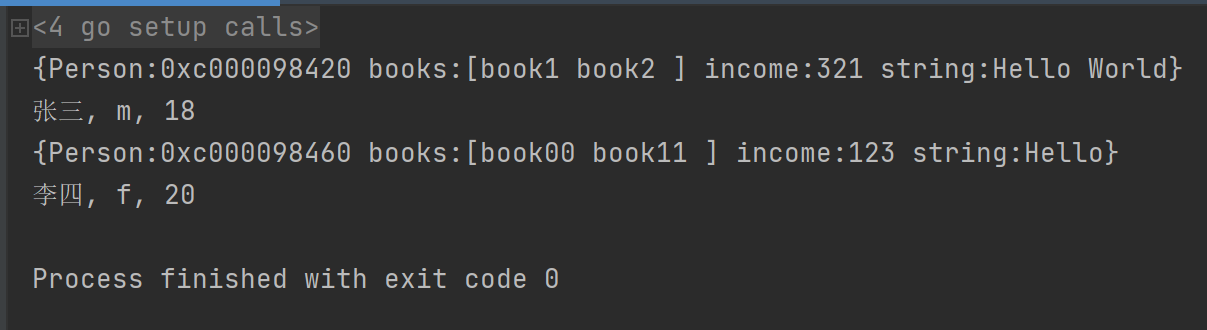 <4 go setup calls>
{Person:0xc000098420 books:[book1 book2 ] income:321 string:Hello World}
张三, m, 18
{Person:0xc000098460 books:[book00 book11 ] income:123 string:Hello}
李四, f, 20
Process finished with exit code 0